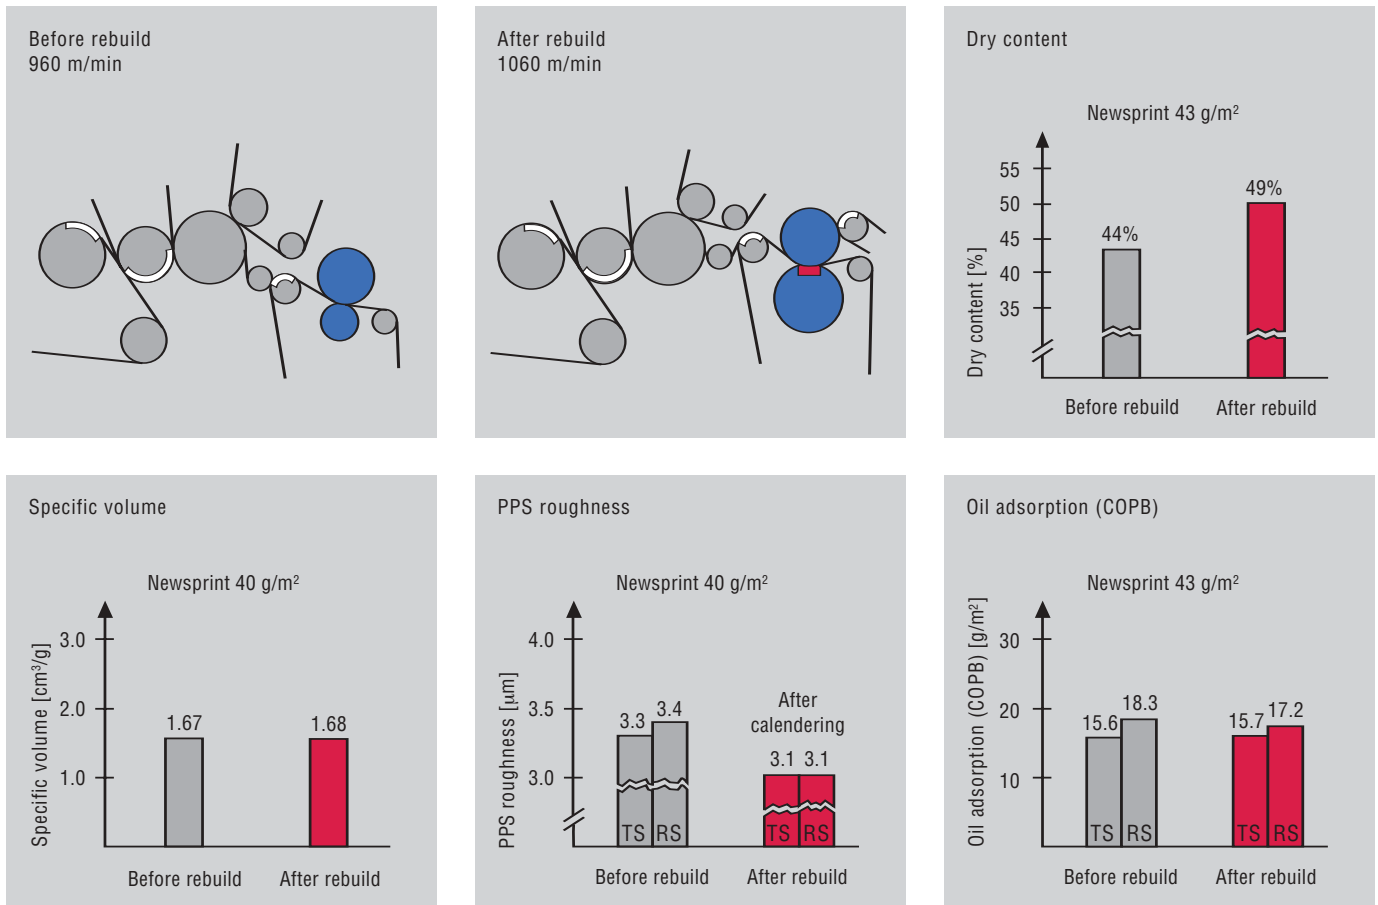 Before rebuild
960 m/min
After rebuild
1060 m/min
Dry content
Newsprint 43 g/m²
Dry content [%]
55
50
45
40
35
44%
49%
Before rebuild
After rebuild
Specific volume
Newsprint 40 g/m²
Specific volume [cm³/g]
3.0
2.0
1.0
1.67
1.68
Before rebuild
After rebuild
PPS roughness
Newsprint 40 g/m²
PPS roughness [µm]
4.0
3.5
3.0
3.3
3.4
After
calendering
3.1
3.1
TS
RS
TS
RS
Before rebuild
After rebuild
Oil adsorption (COPB)
Newsprint 43 g/m²
Oil adsorption (COPB) [g/m²]
30
20
10
15.6
18.3
15.7
17.2
TS
RS
TS
RS
Before rebuild
After rebuild